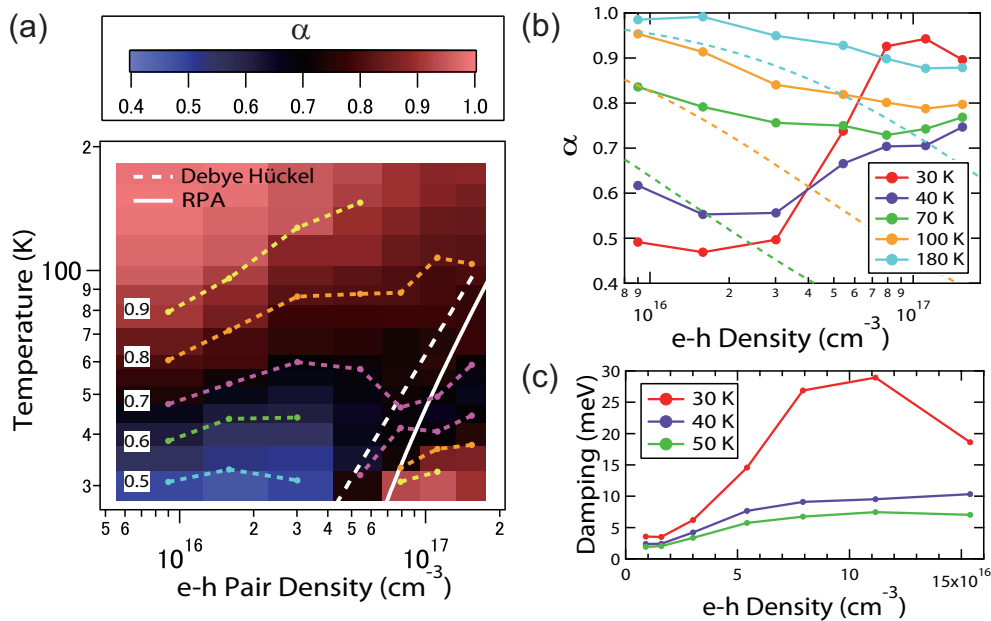 (a)
α
0.4 0.5 0.6 0.7 0.8 0.9 1.0
Debye Hückel
RPA
Temperature (K)
2
100
9
8
7
6
5
4
3
0.9
0.8
0.7
0.6
0.5
5 6 2 3 4 5 6 2
10^16 10^17
e-h Pair Density (cm^-3)
(b)
α
1.0
0.9
0.8
0.7
0.6
0.5
0.4
30 K
40 K
70 K
100 K
180 K
8 9 2 3 4 5 6 7 8 9
10^16 10^17
e-h Density (cm^-3)
(c)
Damping (meV)
30
25
20
15
10
5
0
30 K
40 K
50 K
0 5 10 15x10^16
e-h Density (cm^-3)